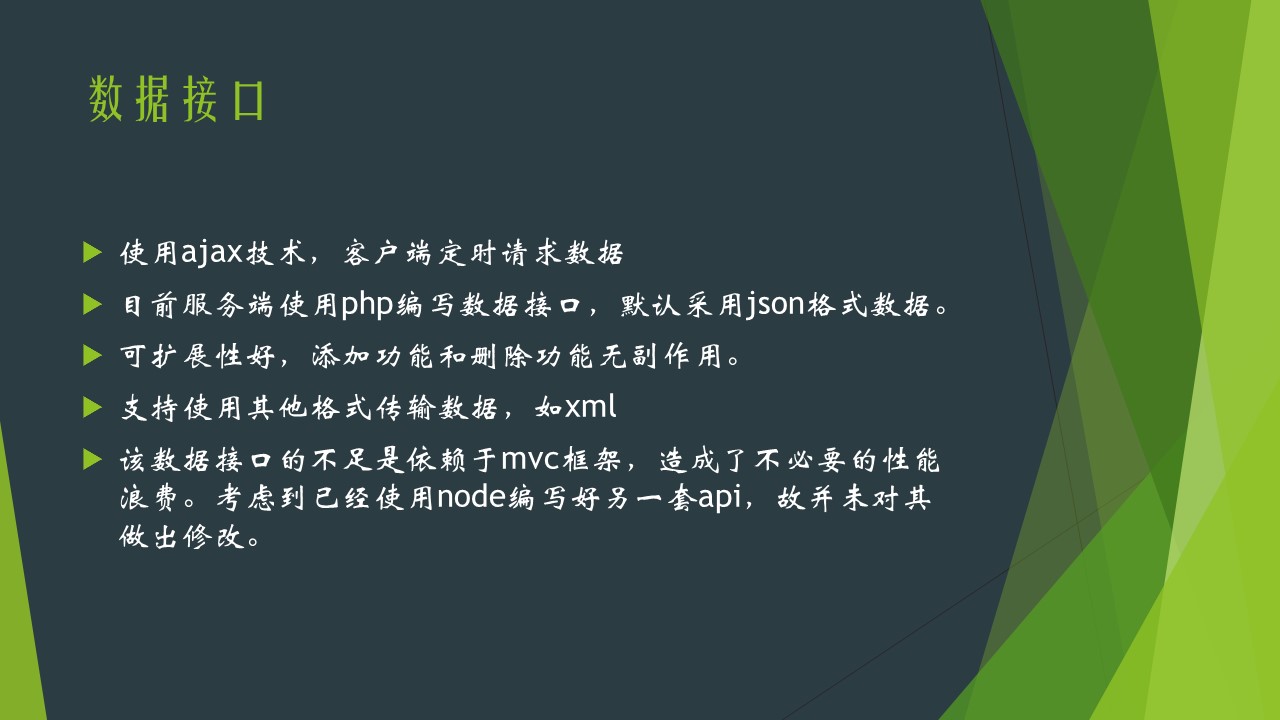 数据接口
使用ajax技术，客户端定时请求数据
目前服务端使用php编写数据接口，默认采用json格式数据。
可扩展性好，添加功能和删除功能无副作用。
支持使用其他格式传输数据，如xml
该数据接口的不足是依赖于mvc框架，造成了不必要的性能
浪费。考虑到已经使用node编写好另一套api，故并未对其
做出修改。